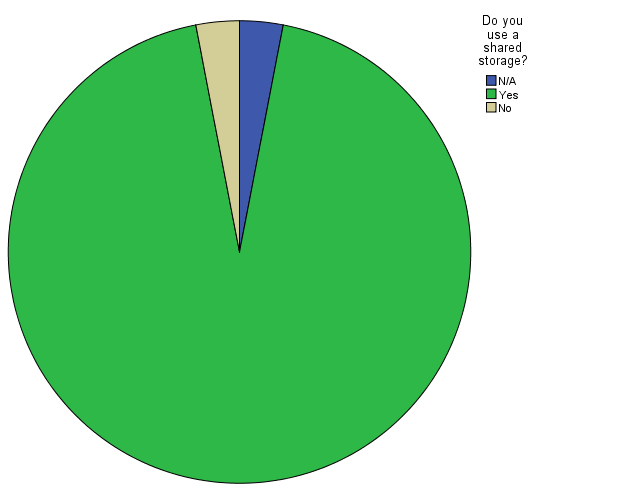 Do you
use a
shared
storage?
N/A
Yes
No